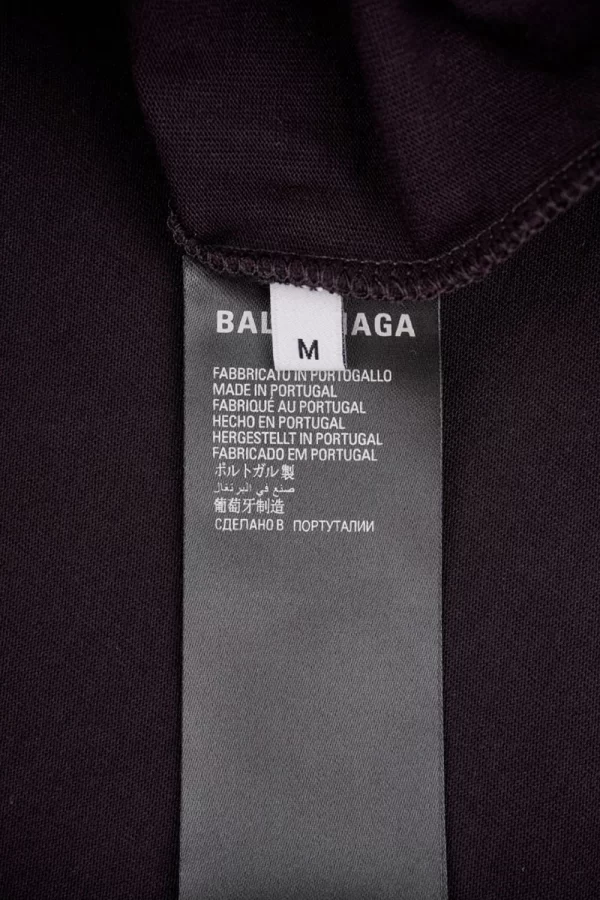 BAL NIAGA
M
FABBRICATO IN PORTOGALLO
MADE IN PORTUGAL
FABRIQUÉ AU PORTUGAL
HECHO EN PORTUGAL
HERGESTELLT IN PORTUGAL
FABRICADO EM PORTUGAL
ポルトガル製
صنع في البرتغال
葡萄牙制造
СДЕЛАНО В ПОРТУТАЛИИ